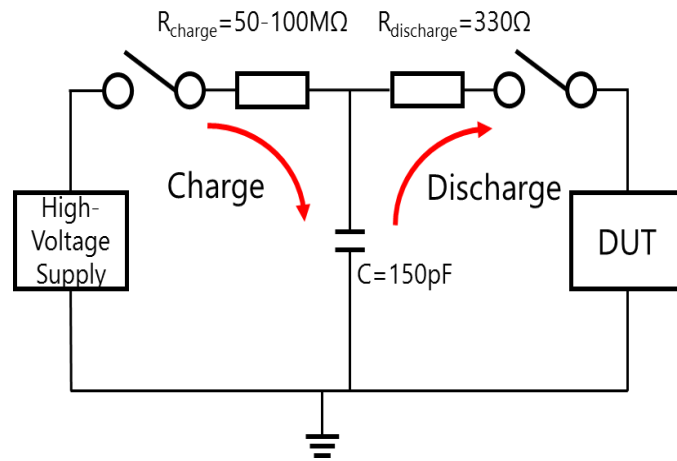 Rcharge=50-100MΩ
Rdischarge=330Ω
Charge
Discharge
High-
Voltage
Supply
DUT
C=150pF